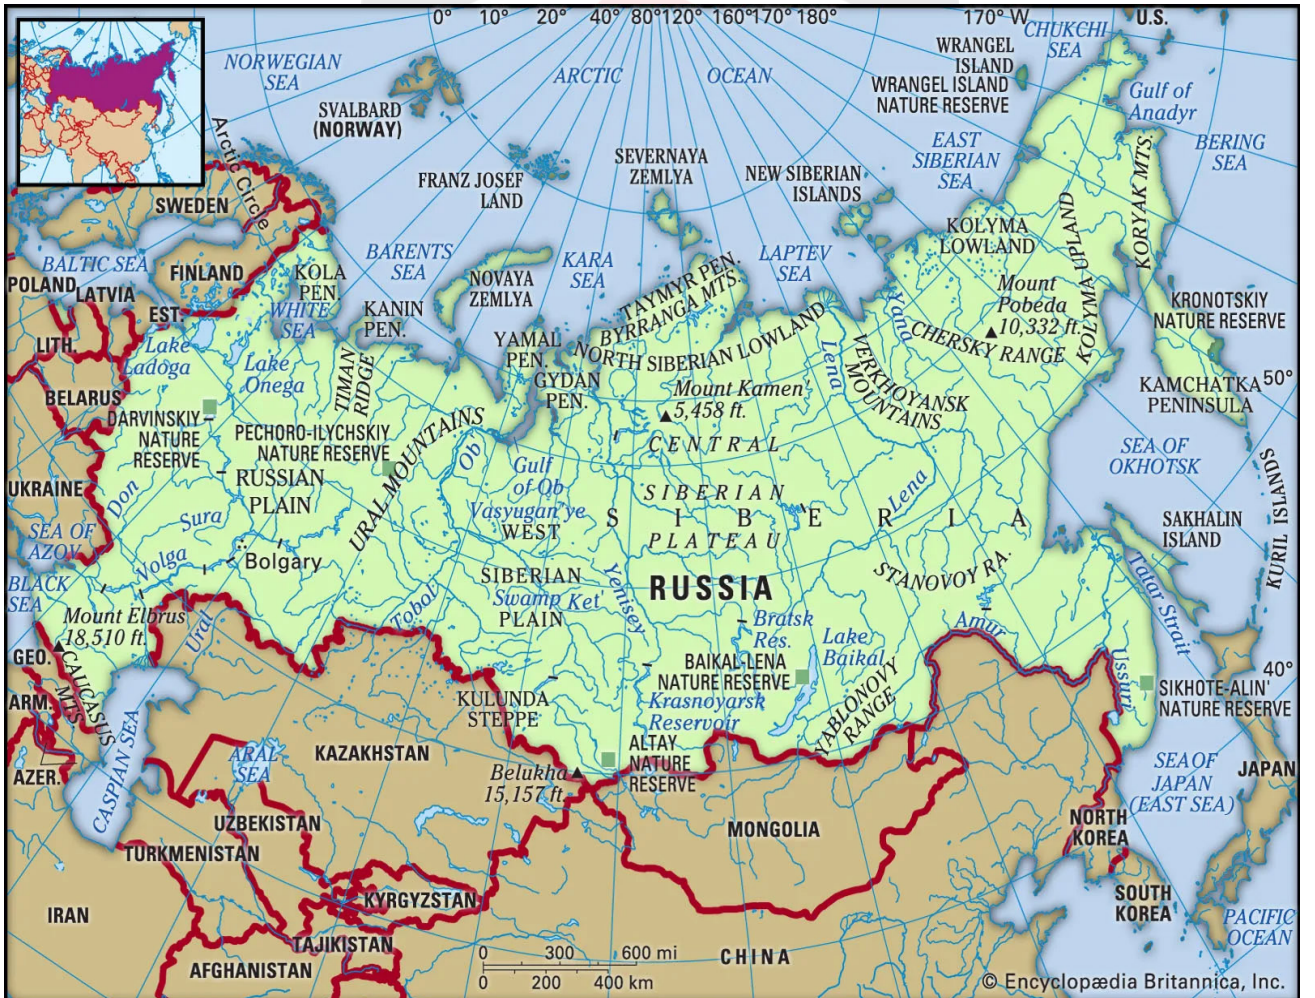 0°
10°
20°
40°
80°
120°
160°
170°
180°
170° W
U.S.
CHUKCHI
SEA
WRANGEL
ISLAND
WRANGEL ISLAND
NATURE RESERVE
NORWEGIAN
SEA
ARCTIC
OCEAN
Gulf of
Anadyr
SVALBARD
(NORWAY)
BERING
SEA
EAST
SIBERIAN
SEA
Arctic Circle
SEVERNAYA
ZEMLYA
NEW SIBERIAN
ISLANDS
FRANZ JOSEF
LAND
SWEDEN
KORYAK MTS.
KOLYMA
LOWLAND
KOLYMA UPLAND
BARENTS
SEA
KARA
SEA
LAPTEV
SEA
BALTIC SEA
FINLAND
KOLA
PEN.
NOVAYA
ZEMLYA
TAYMYR PEN.
BYRRANGA MTS.
Mount
Pobeda
10,332 ft.
POLAND
LATVIA
EST.
WHITE
SEA
KANIN
PEN.
Yana
KRONOTSKIY
NATURE RESERVE
CHERSKY RANGE
LITH.
Lake
Ladoga
Lake
Onega
TIMAN
RIDGE
YAMAL
PEN.
GYDAN
PEN.
NORTH SIBERIAN LOWLAND
Lena
VERKHOYANSK
MOUNTAINS
KAMCHATKA
PENINSULA
50°
BELARUS
Mount Kamen'
5,458 ft.
DARVINSKIY
NATURE
RESERVE
PECHORO-ILYCHSKIY
NATURE RESERVE
URAL MOUNTAINS
Ob
CENTRAL
SIBERIAN
PLATEAU
SEA OF
OKHOTSK
KURIL ISLANDS
UKRAINE
RUSSIAN
PLAIN
Gulf
of Ob
Vasyugan'ye
WEST
SIBERIAN
PLAIN
Swamp
Ket'
Lena
SIBERIA
Don
Sura
SEA OF
AZOV
SAKHALIN
ISLAND
Volga
Bolgary
STANOVOY RA.
Tatar Strait
BLACK
SEA
Mount Elbrus
18,510 ft.
Ural
Tobol
Yenisey
RUSSIA
Bratsk
Res.
Amur
Lake
Baikal
GEO.
BAIKAL-LENA
NATURE RESERVE
Ussuri
40°
ARM.
CAUCASUS
MTS.
KULUNDA
STEPPE
Krasnoyarsk
Reservoir
YABLONOVY
RANGE
SIKHOTE-ALIN'
NATURE RESERVE
CASPIAN SEA
ARAL
SEA
KAZAKHSTAN
ALTAY
NATURE
RESERVE
AZER.
Belukha
15,157 ft.
SEA OF
JAPAN
(EAST SEA)
JAPAN
UZBEKISTAN
MONGOLIA
NORTH
KOREA
TURKMENISTAN
KYRGYZSTAN
SOUTH
KOREA
IRAN
PACIFIC
OCEAN
TAJIKISTAN
0 300 600 mi
0 200 400 km
CHINA
AFGHANISTAN
© Encyclopædia Britannica, Inc.